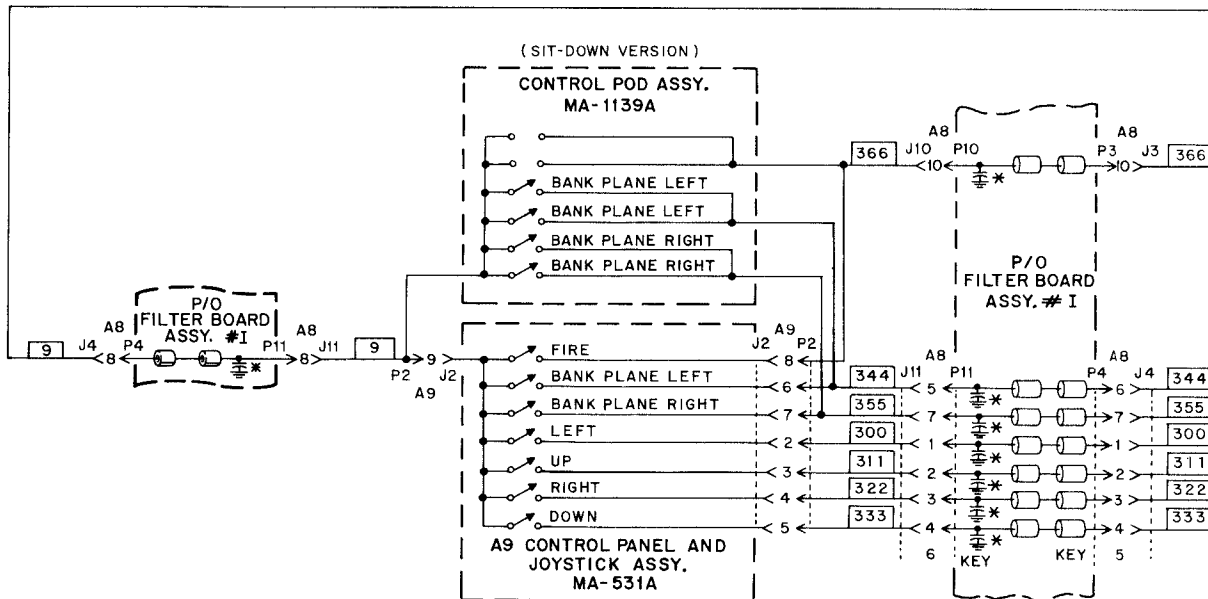 (SIT-DOWN VERSION)
CONTROL POD ASSY.
MA-1139A
BANK PLANE LEFT
BANK PLANE LEFT
BANK PLANE RIGHT
BANK PLANE RIGHT
366 J10 A8 10 P10 * P3 A8 10 J3 366
P/O
FILTER BOARD
ASSY. #1
P/O
FILTER BOARD
ASSY. #1
9 J4 A8 8 P4 * P11 A8 8 J11 9 P2 9 A9 J2
FIRE J2 A9 8 P2
BANK PLANE LEFT 6 344 J11 A8 5 P11 * P4 A8 6 J4 344
BANK PLANE RIGHT 7 355 7 * 7 355
LEFT 2 300 1 * 1 300
UP 3 311 2 * 2 311
RIGHT 4 322 3 * 3 322
DOWN 5 333 4 * 4 333
6 KEY KEY 5
A9 CONTROL PANEL AND
JOYSTICK ASSY.
MA-531A